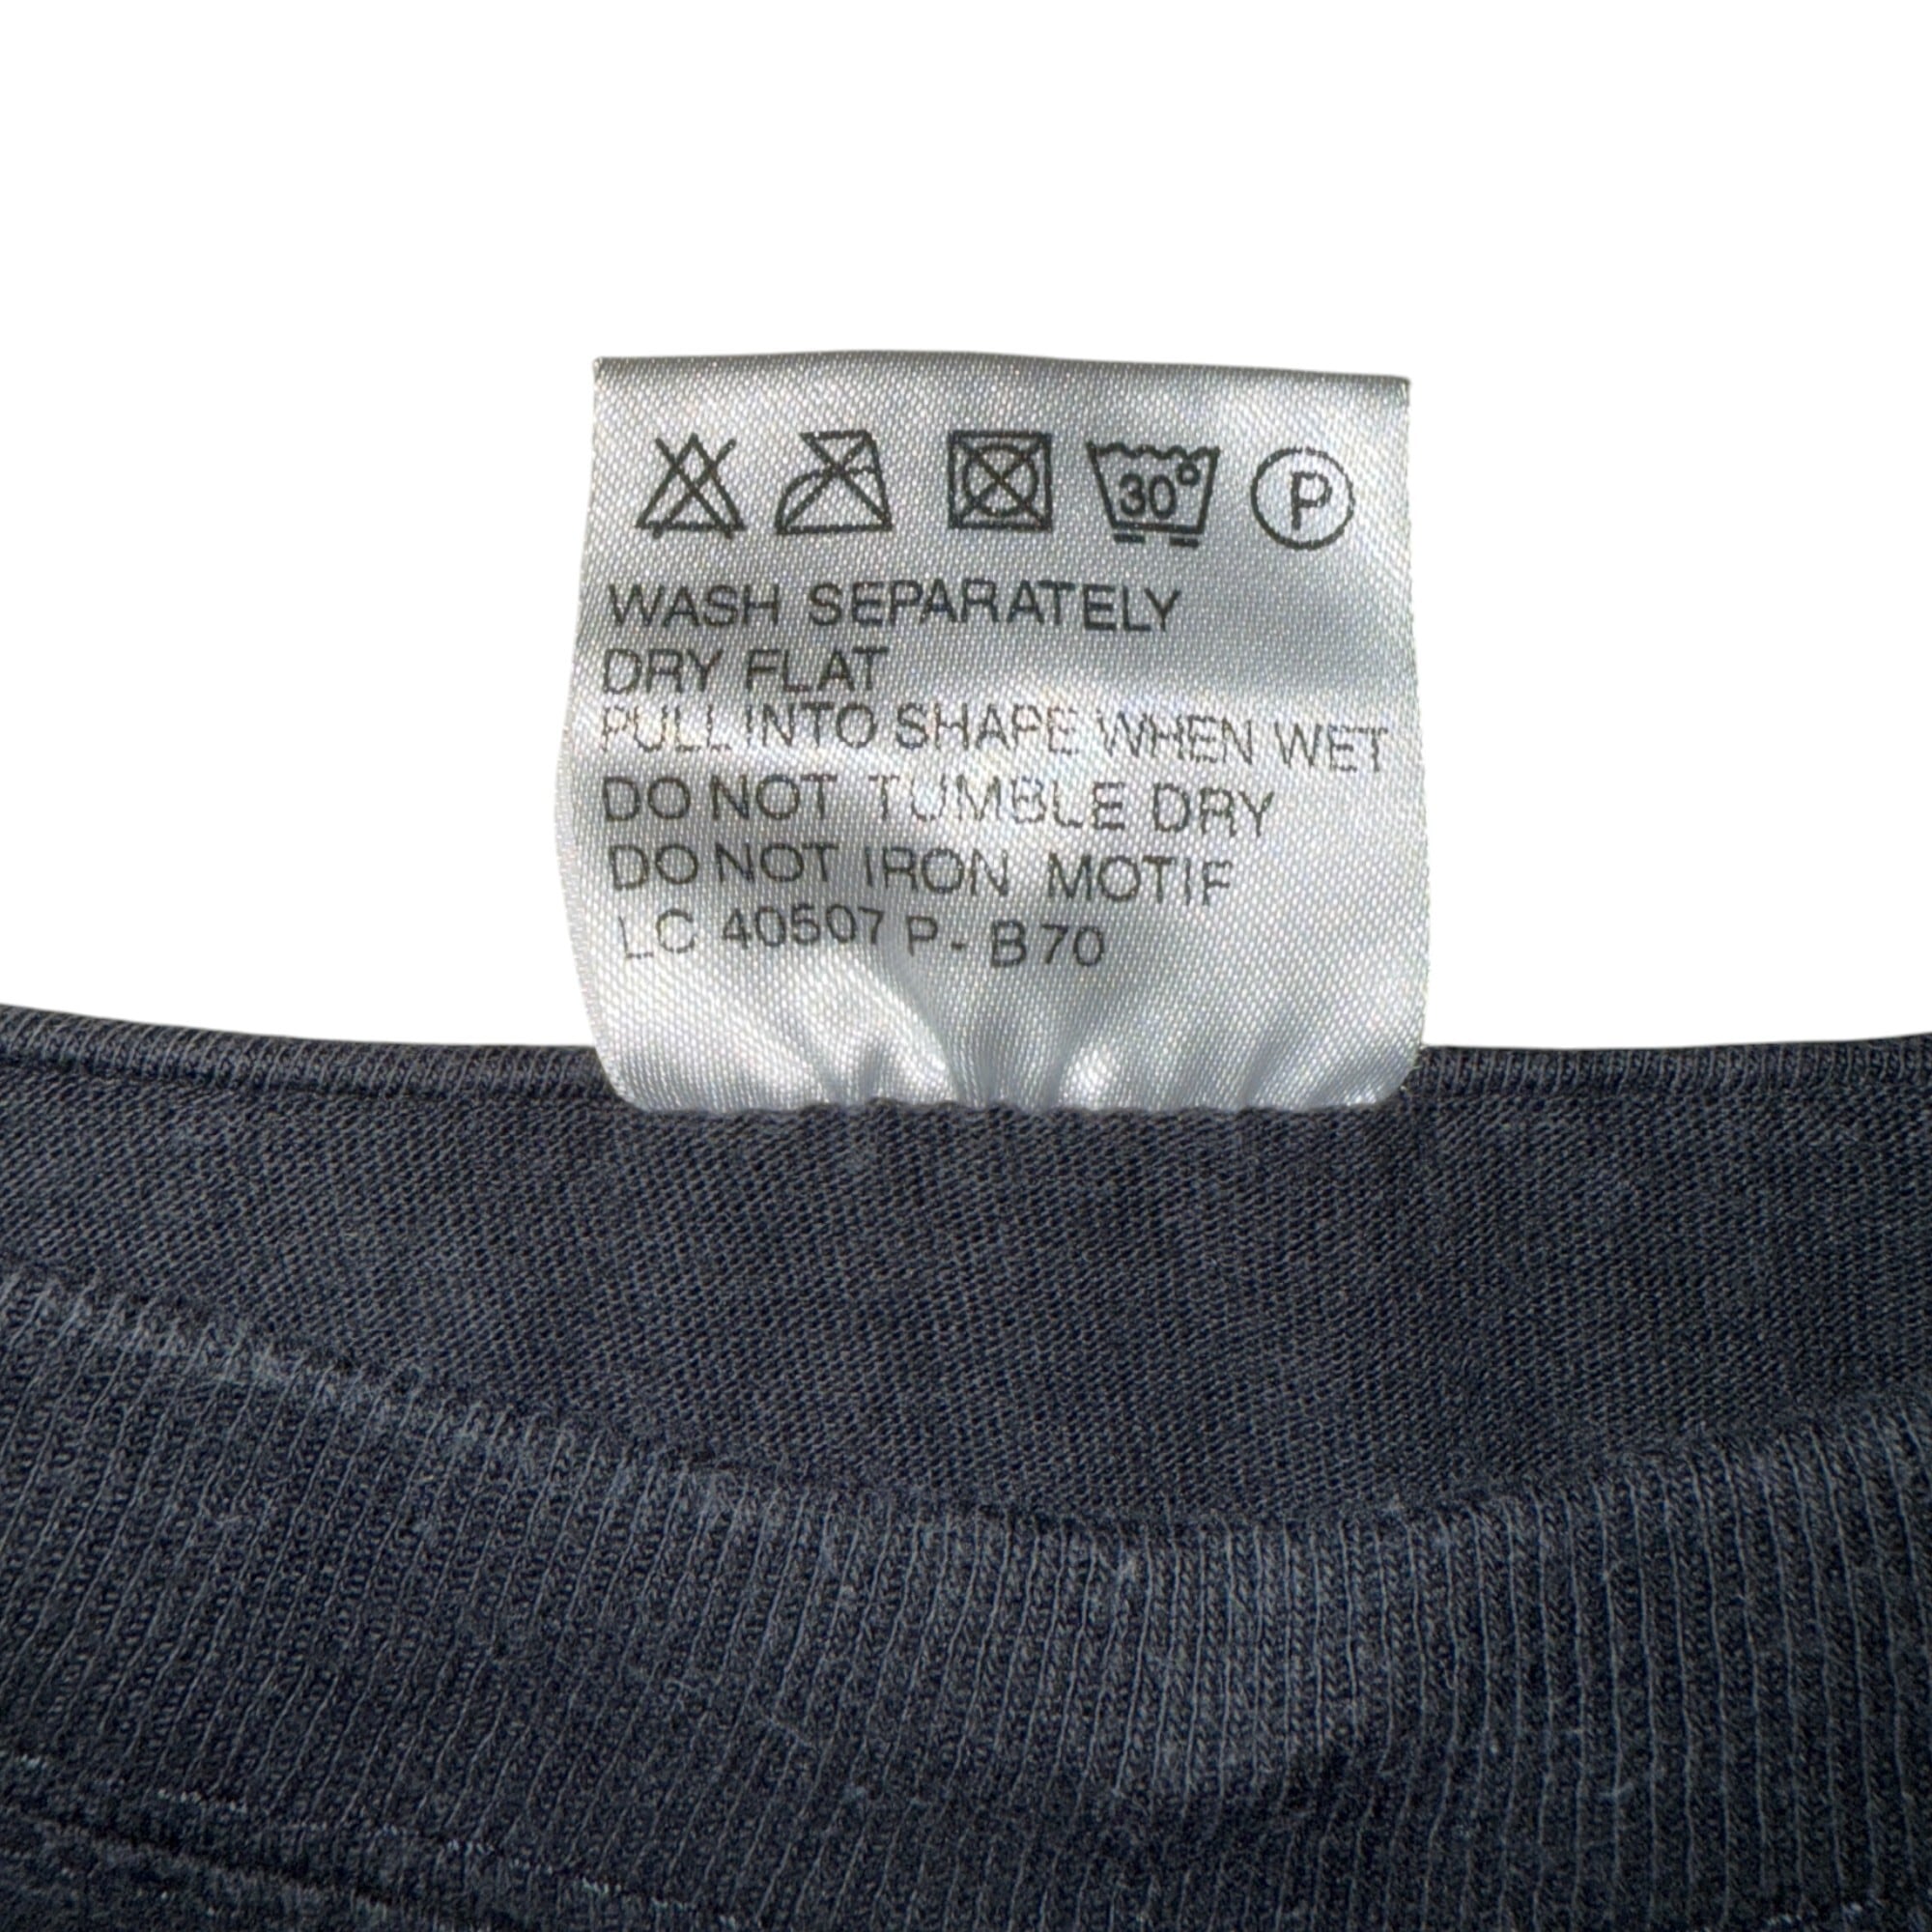 30°
P
WASH SEPARATELY
DRY FLAT
PULL INTO SHAPE WHEN WET
DO NOT TUMBLE DRY
DO NOT IRON MOTIF
LC 40507 P- B70